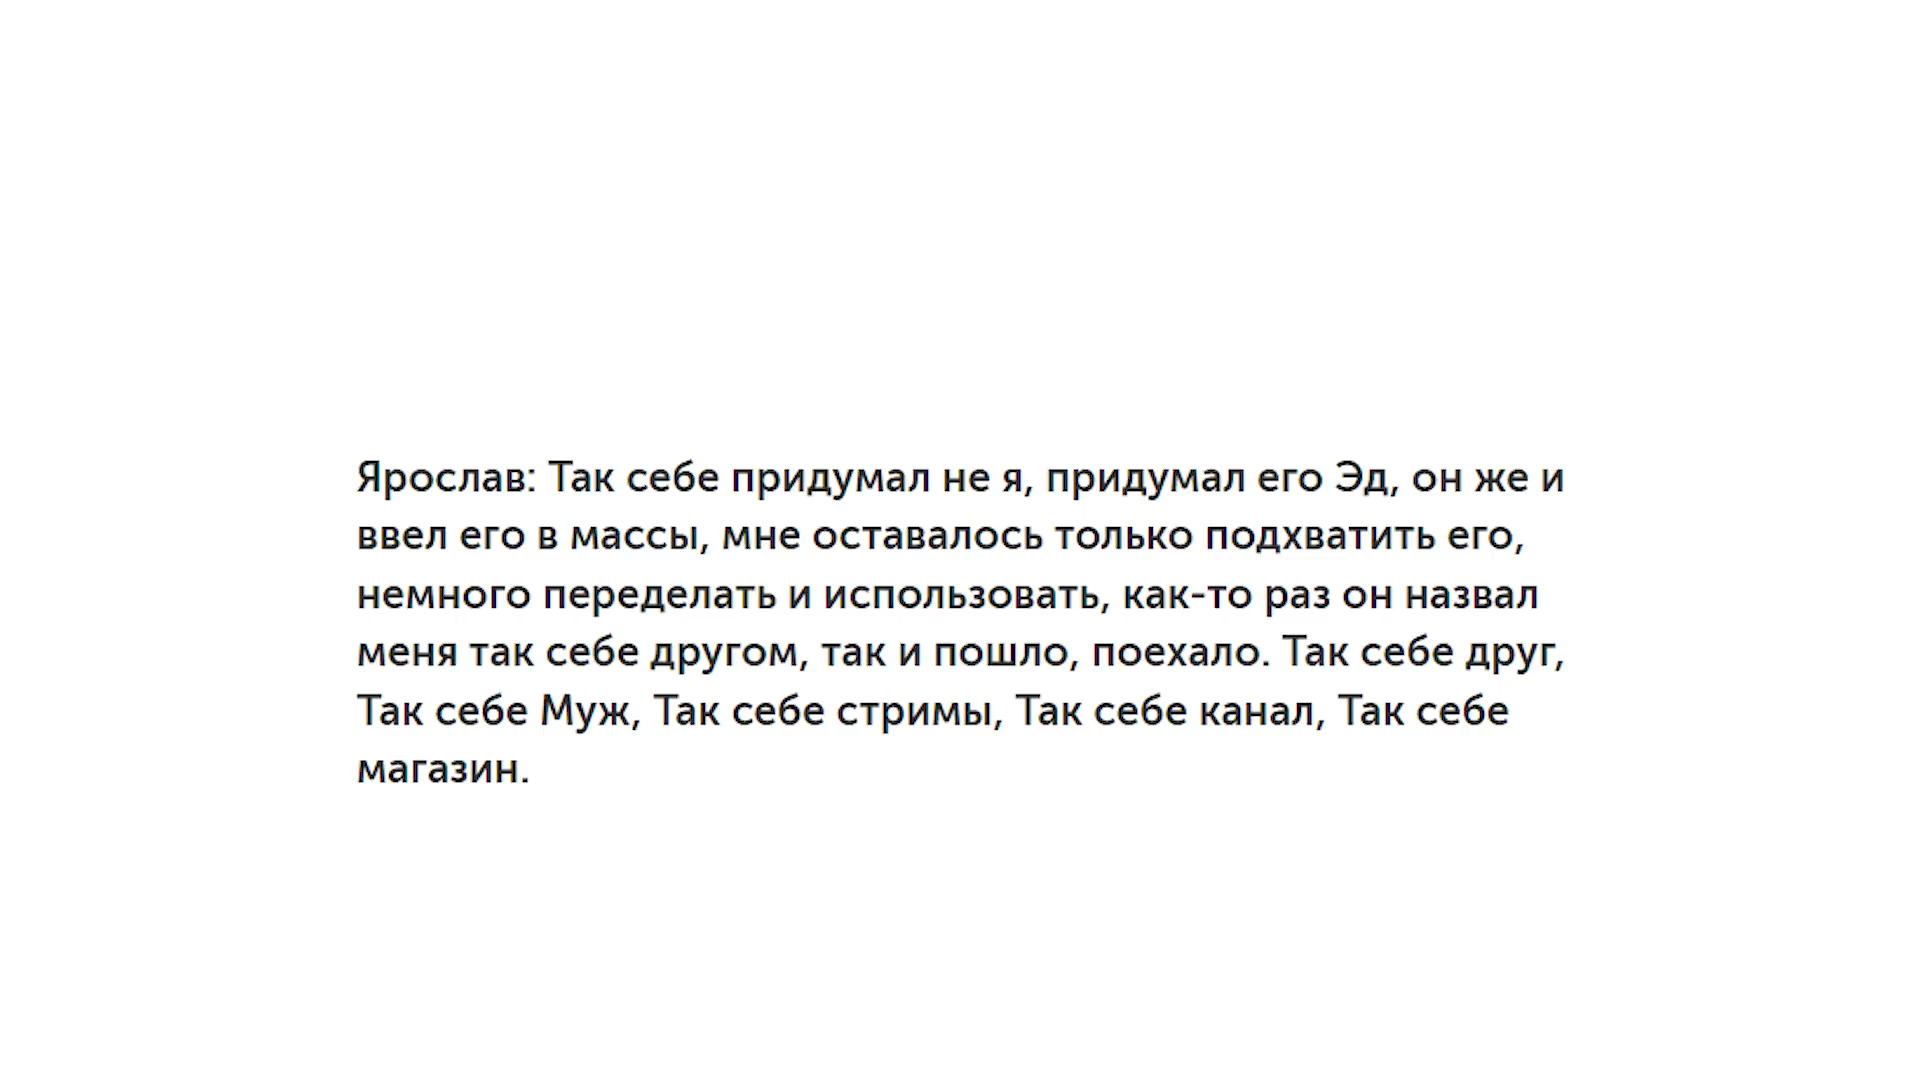 Ярослав: Так себе придумал не я, придумал его Эд, он же и
ввел его в массы, мне оставалось только подхватить его,
немного переделать и использовать, как-то раз он назвал
меня так себе другом, так и пошло, поехало. Так себе друг,
Так себе Муж, Так себе стримы, Так себе канал, Так себе
магазин.